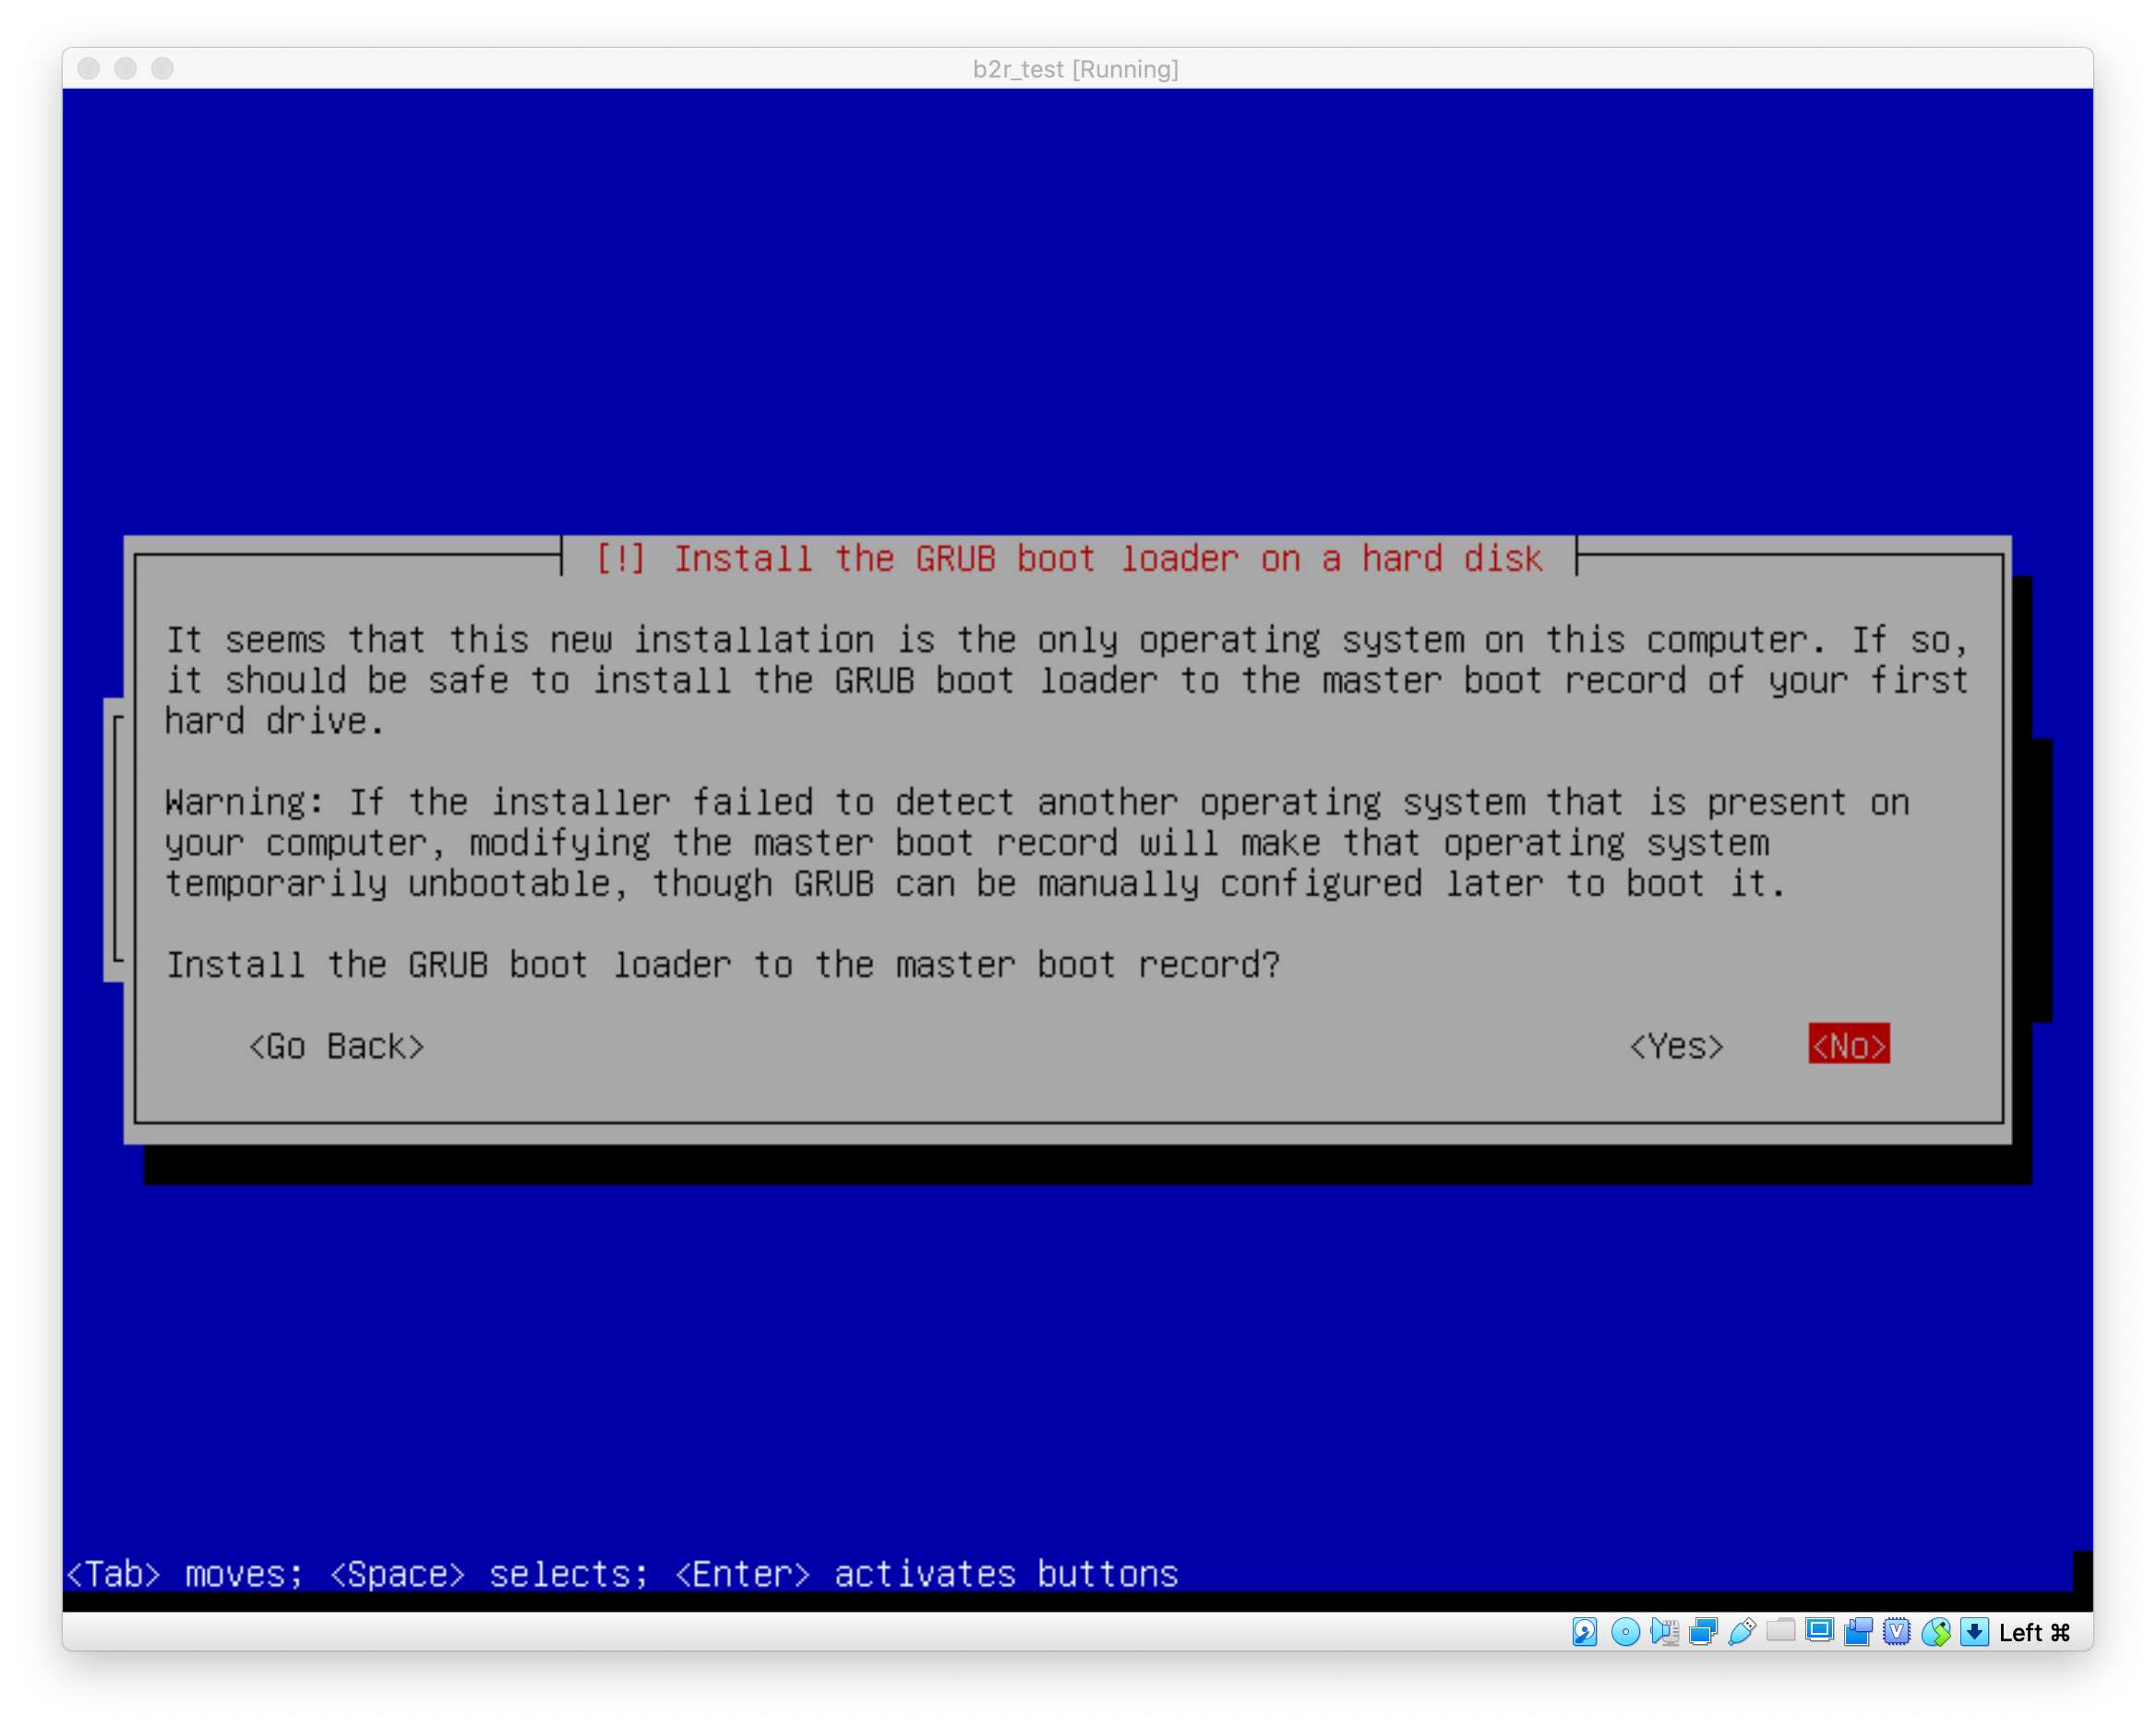 b2r_test [Running]
[!] Install the GRUB boot loader on a hard disk
It seems that this new installation is the only operating system on this computer. If so,
it should be safe to install the GRUB boot loader to the master boot record of your first
hard drive.
Warning: If the installer failed to detect another operating system that is present on
your computer, modifying the master boot record will make that operating system
temporarily unbootable, though GRUB can be manually configured later to boot it.
Install the GRUB boot loader to the master boot record?
<Go Back> <Yes> <No>
<Tab> moves; <Space> selects; <Enter> activates buttons
Left ⌘